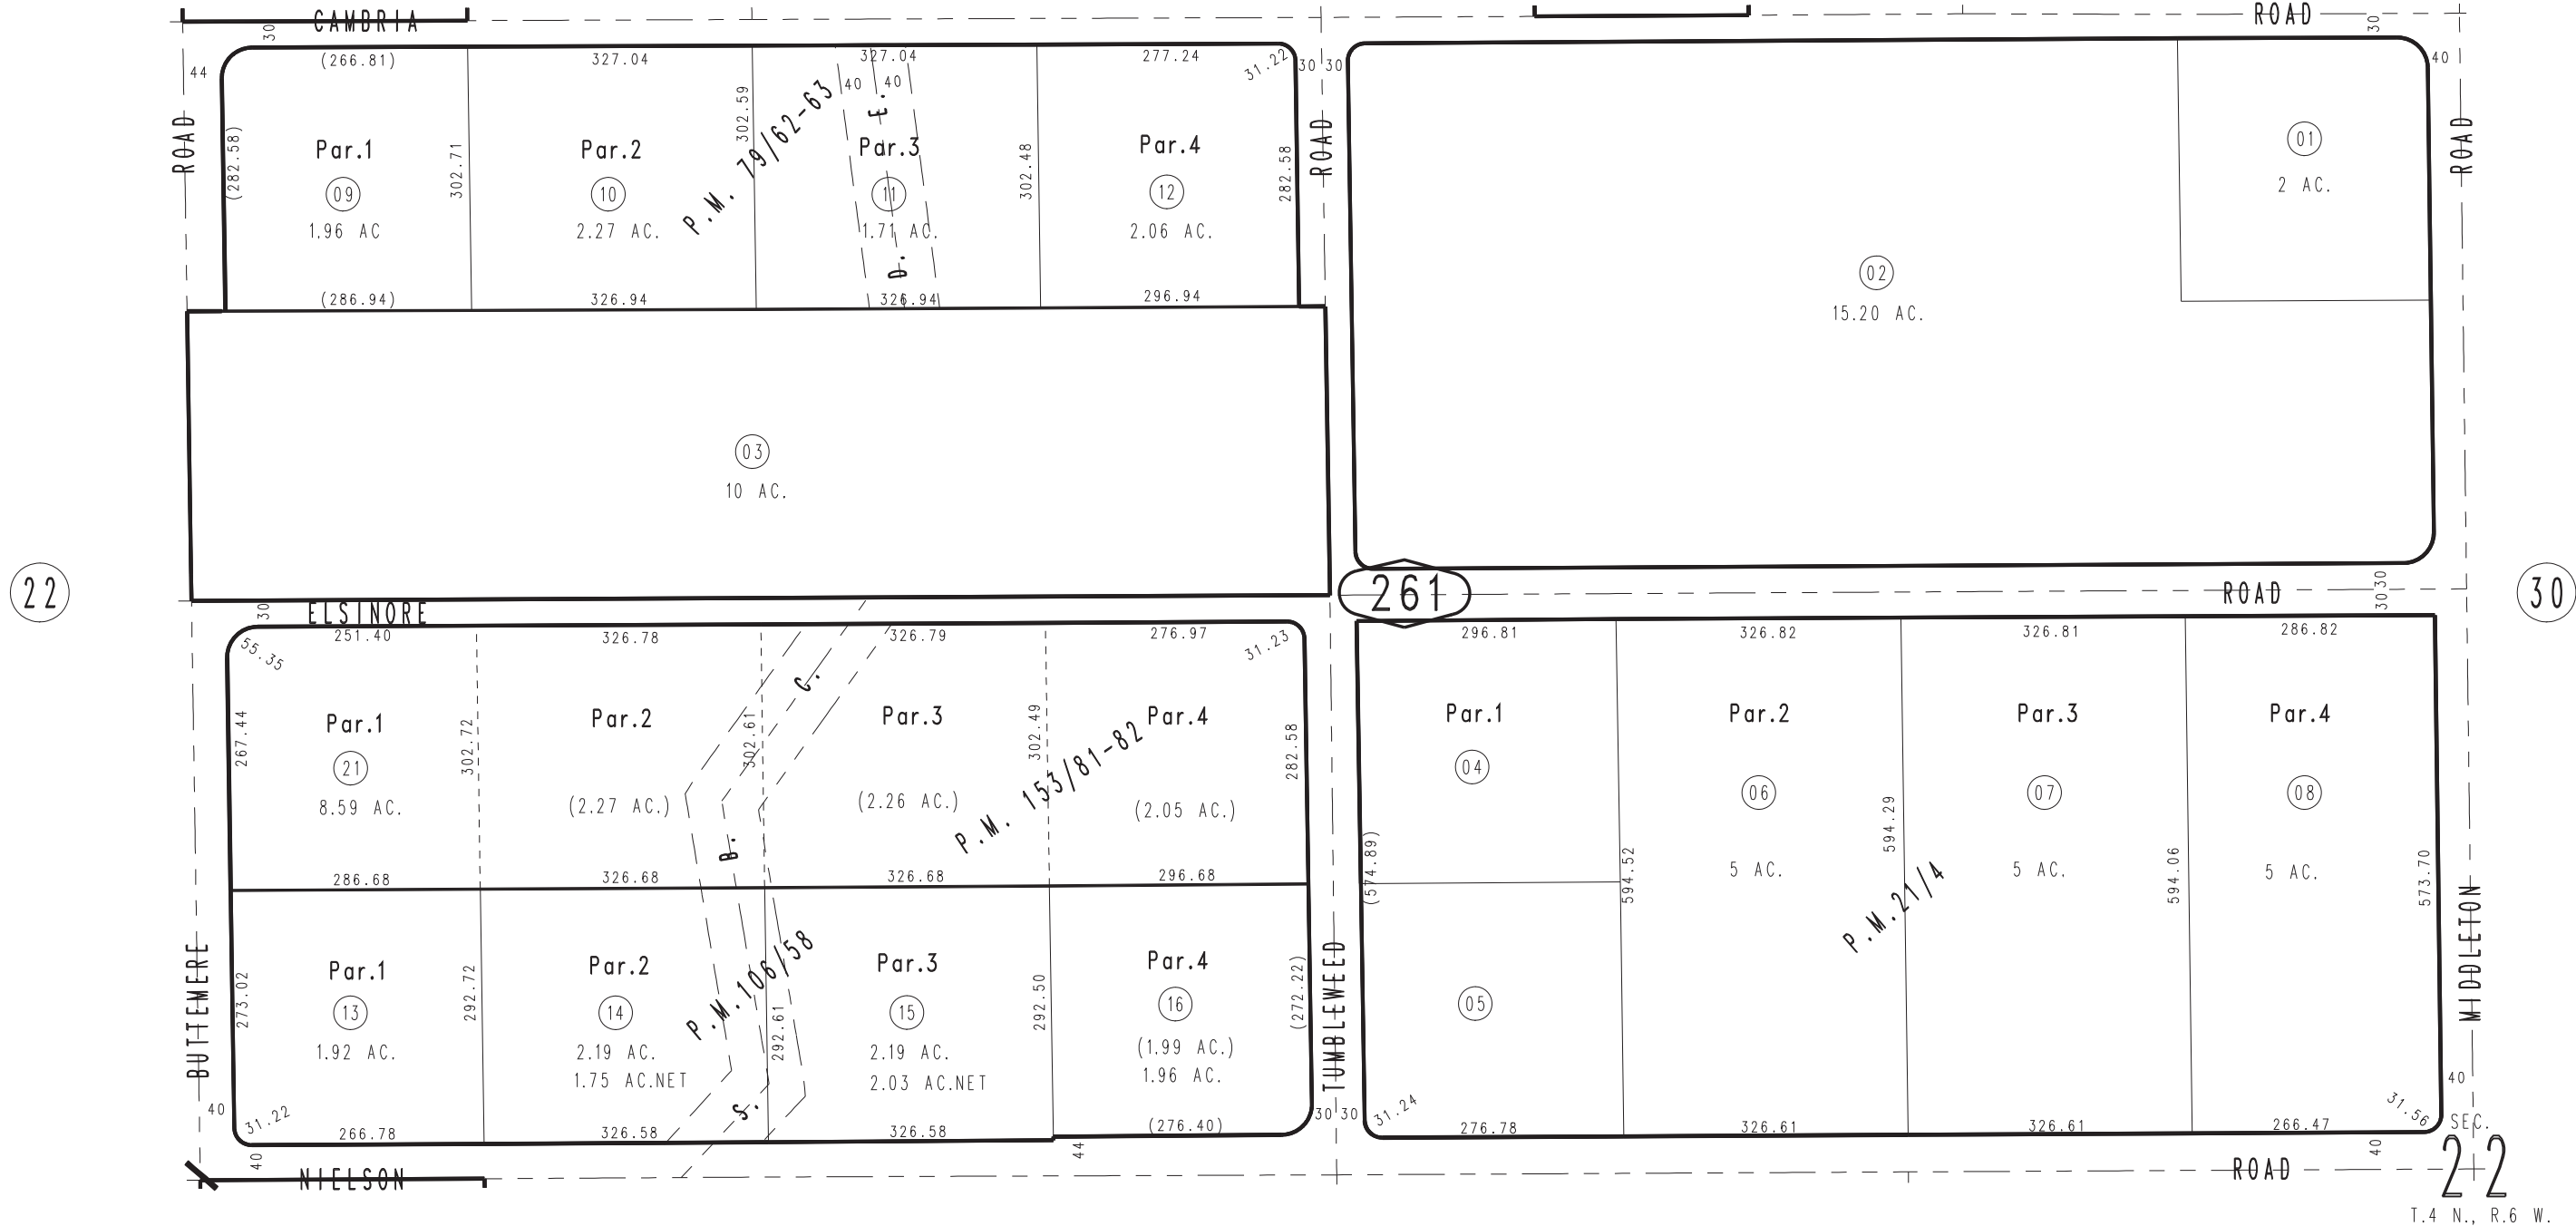 CAMBRIA
ROAD
30
30
44
(266.81)
327.04
327.04
277.24
31.22
30 30
40
40 40
ROAD
(282.58)
Par.1
09
1.96 AC
302.71
Par.2
10
2.27 AC.
302.59
P.M. 79/62-63
D. E.
Par.3
11
1.71 AC.
302.48
Par.4
12
2.06 AC.
282.58
ROAD
01
2 AC.
ROAD
02
15.20 AC.
(286.94)
326.94
326.94
296.94
03
10 AC.
22
261
30
ELSINORE
ROAD
30
30 30
251.40
326.78
326.79
276.97
31.23
55.35
296.81
326.82
326.81
286.82
267.44
Par.1
21
8.59 AC.
302.72
Par.2
(2.27 AC.)
302.61
S. B. C.
Par.3
(2.26 AC.)
302.49
P.M. 153/81-82
Par.4
(2.05 AC.)
282.58
Par.1
04
(574.89)
594.52
Par.2
06
5 AC.
594.29
Par.3
07
5 AC.
594.06
Par.4
08
5 AC.
573.70
P.M.21/4
286.68
326.68
326.68
296.68
BUTTEMERE
273.02
Par.1
13
1.92 AC.
292.72
Par.2
14
2.19 AC.
1.75 AC.NET
P.M.106/58
292.61
Par.3
15
2.19 AC.
2.03 AC.NET
292.50
Par.4
16
(1.99 AC.)
1.96 AC.
(272.22)
TUMBLEWEED
05
MIDDLETON
40
31.22
266.78
326.58
326.58
(276.40)
30 30
31.24
276.78
326.61
326.61
266.47
31.56
40
40
44
40
NIELSON
ROAD
SEC.
22
T.4 N., R.6 W.